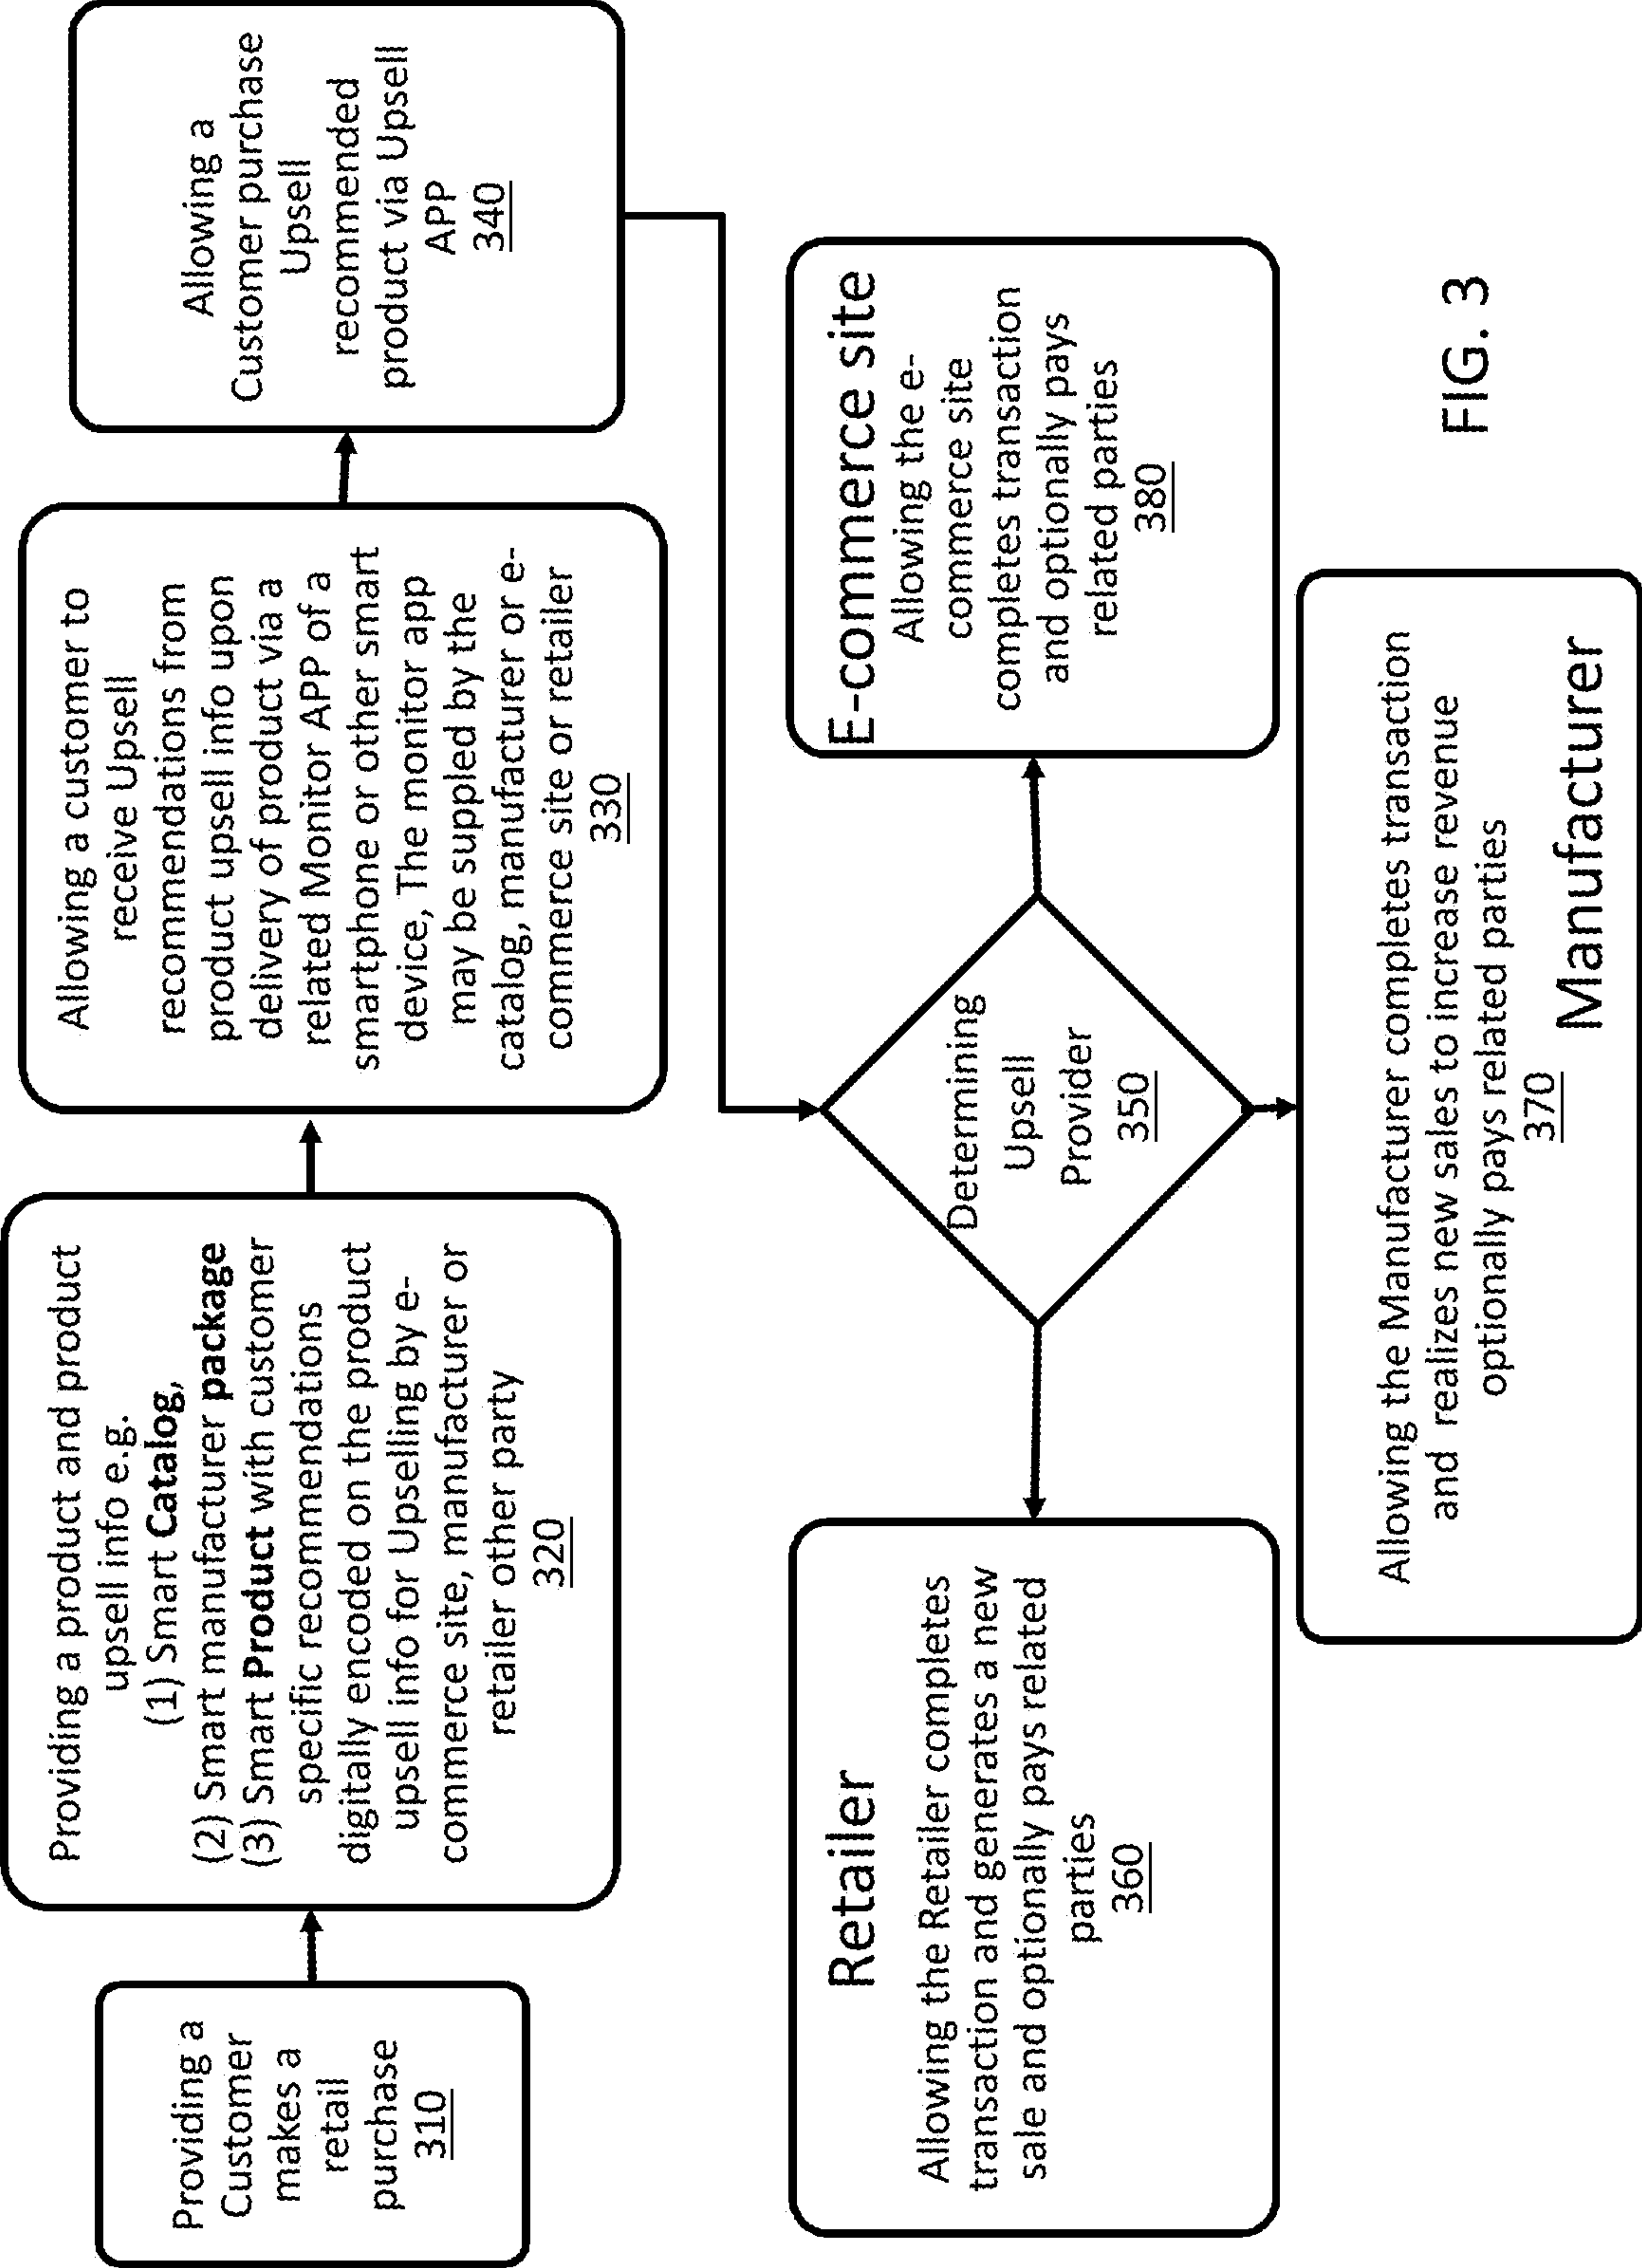 Providing a
Customer
makes a
retail
purchase
310
Providing a product and product
upsell info e.g.
(1) Smart Catalog,
(2) Smart manufacturer package
(3) Smart Product with customer
specific recommendations
digitally encoded on the product
upsell info for Upselling by e-
commerce site, manufacturer or
retailer other party
320
Allowing a customer to
receive Upsell
recommendations from
product upsell info upon
delivery of product via a
related Monitor APP of a
smartphone or other smart
device, The monitor app
may be suppled by the
catalog, manufacturer or e-
commerce site or retailer
330
Allowing a
Customer purchase
Upsell
recommended
product via Upsell
APP
340
Determining
Upsell
Provider
350
Retailer
Allowing the Retailer completes
transaction and generates a new
sale and optionally pays related
parties
360
Allowing the Manufacturer completes transaction
and realizes new sales to increase revenue
optionally pays related parties
370
Manufacturer
E-commerce site
Allowing the e-
commerce site
completes transaction
and optionally pays
related parties
380
FIG. 3